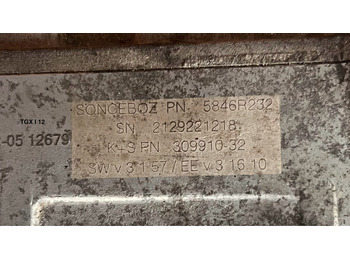 SONCEBOZ PN. 5846R232
TGX I 12
SN. 2129221218
-05 12679
K-S PN. 309910-32
SW v 3 1 57 / EE v 3 16 10